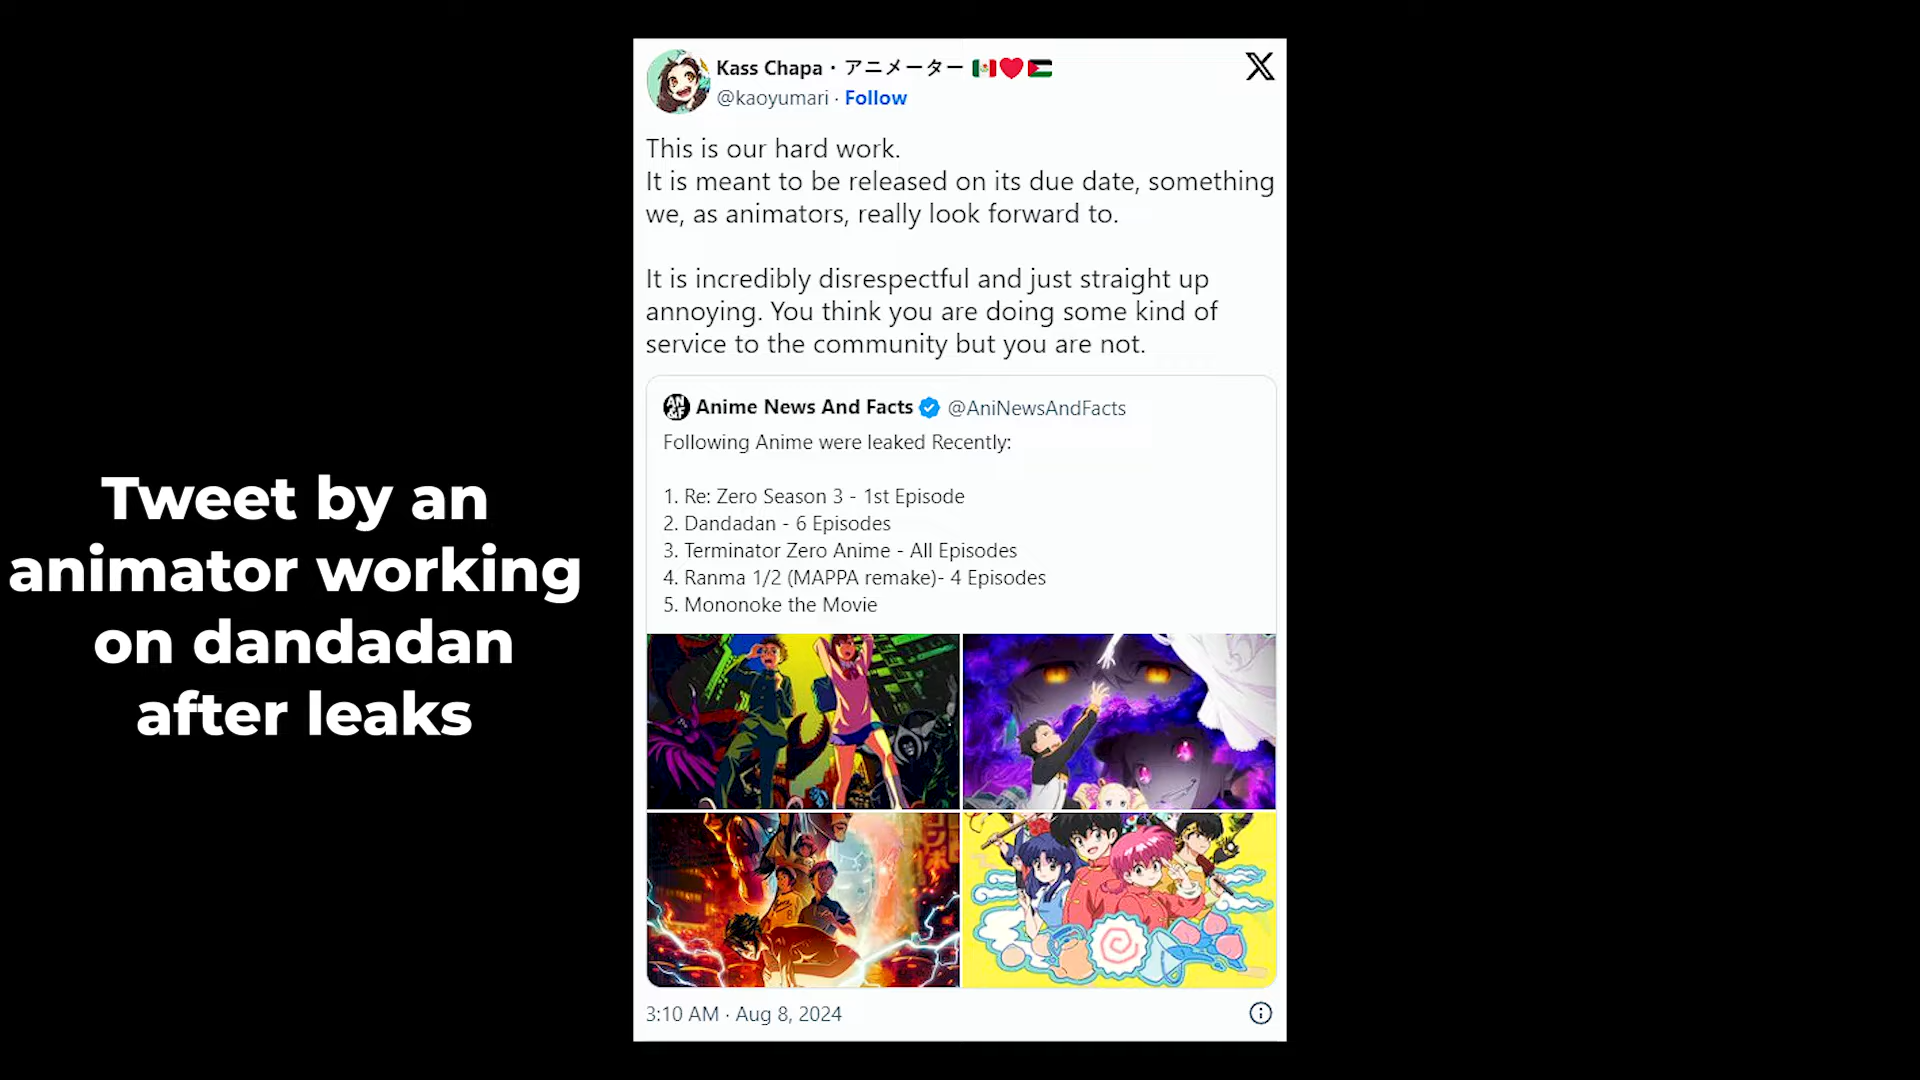 Tweet by an
animator working
on dandadan
after leaks
Kass Chapa・アニメーター 🇲🇽❤️🇵🇸
@kaoyumari · Follow
This is our hard work.
It is meant to be released on its due date, something
we, as animators, really look forward to.
It is incredibly disrespectful and just straight up
annoying. You think you are doing some kind of
service to the community but you are not.
AN
&F
Anime News And Facts @AniNewsAndFacts
Following Anime were leaked Recently:
1. Re: Zero Season 3 - 1st Episode
2. Dandadan - 6 Episodes
3. Terminator Zero Anime - All Episodes
4. Ranma 1/2 (MAPPA remake)- 4 Episodes
5. Mononoke the Movie
3:10 AM · Aug 8, 2024